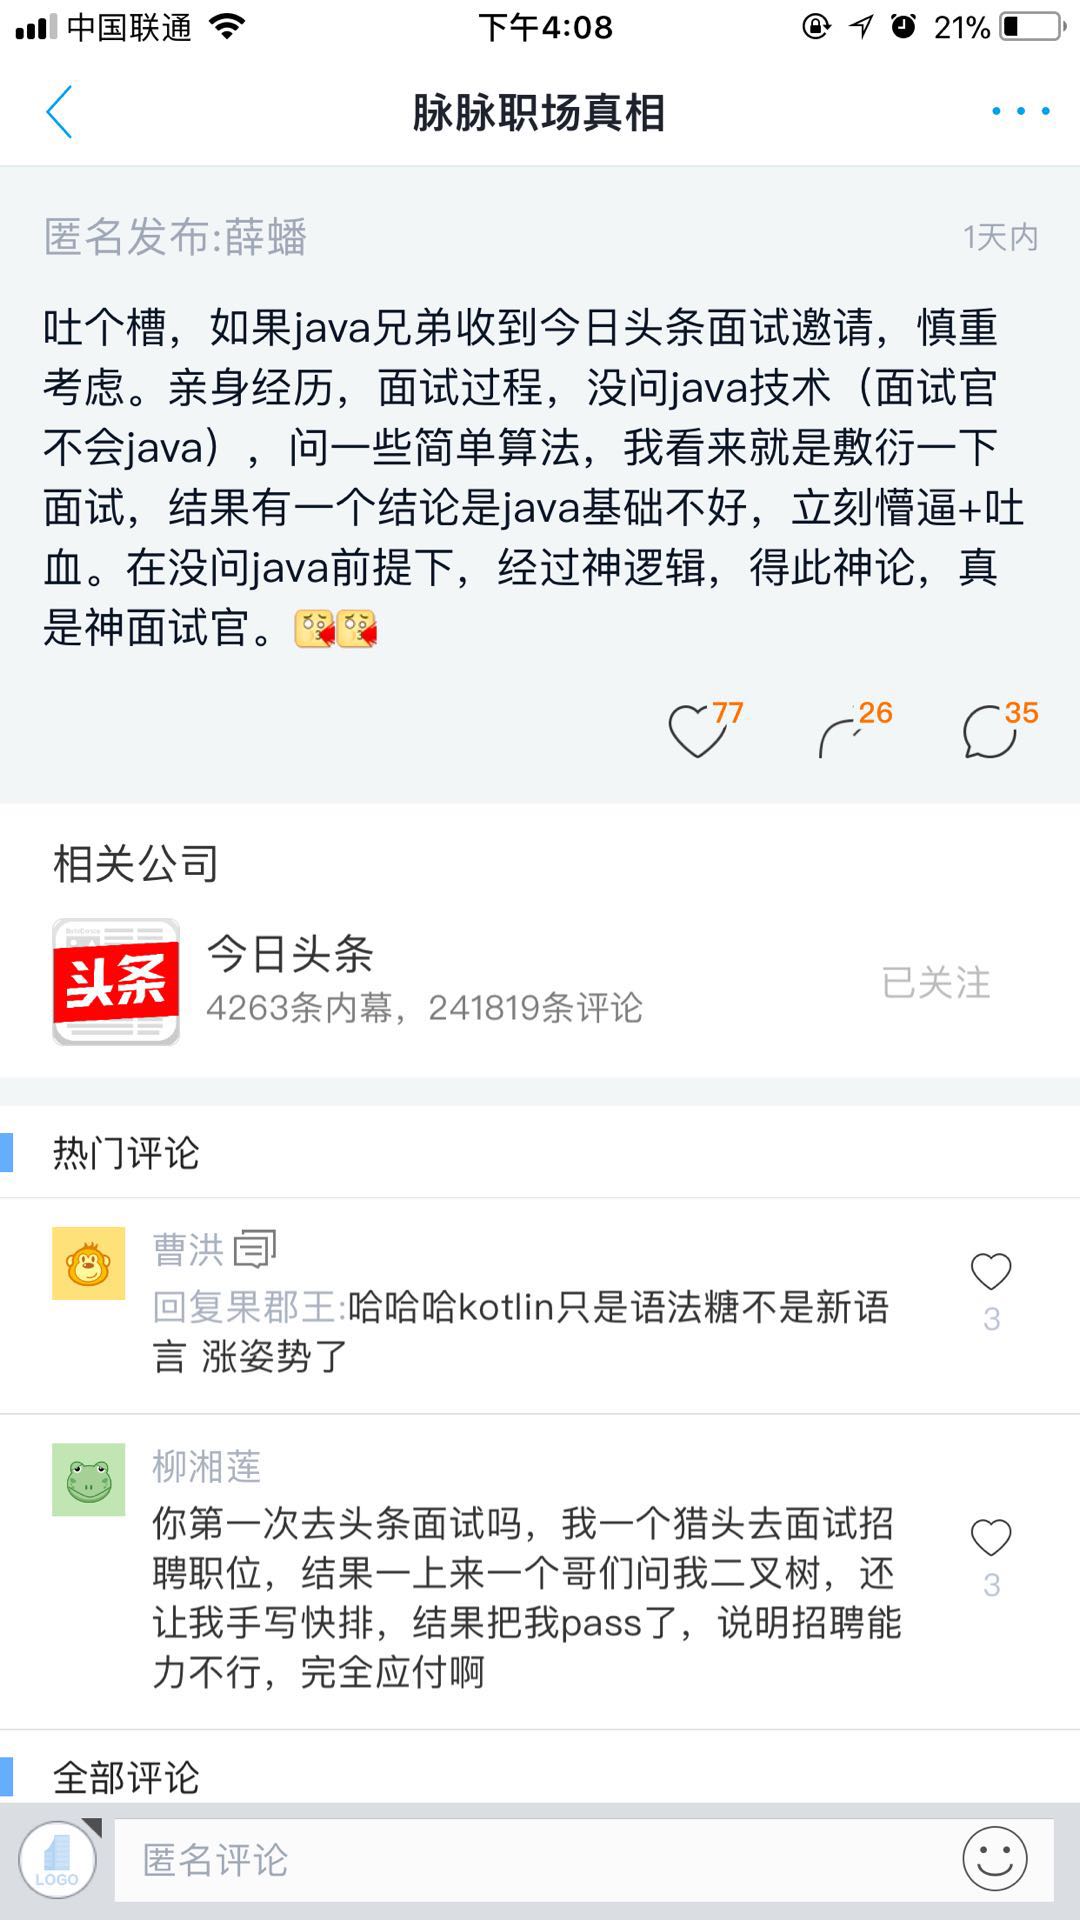 中国联通
下午4:08
21%
脉脉职场真相
匿名发布:薛蟠
1天内
吐个槽，如果java兄弟收到今日头条面试邀请，慎重
考虑。亲身经历，面试过程，没问java技术（面试官
不会java），问一些简单算法，我看来就是敷衍一下
面试，结果有一个结论是java基础不好，立刻懵逼+吐
血。在没问java前提下，经过神逻辑，得此神论，真
是神面试官。
77
26
35
相关公司
头条
今日头条
4263条内幕，241819条评论
已关注
热门评论
曹洪
回复果郡王:哈哈哈kotlin只是语法糖不是新语
言 涨姿势了
3
柳湘莲
你第一次去头条面试吗，我一个猎头去面试招
聘职位，结果一上来一个哥们问我二叉树，还
让我手写快排，结果把我pass了，说明招聘能
力不行，完全应付啊
3
全部评论
LOGO
匿名评论